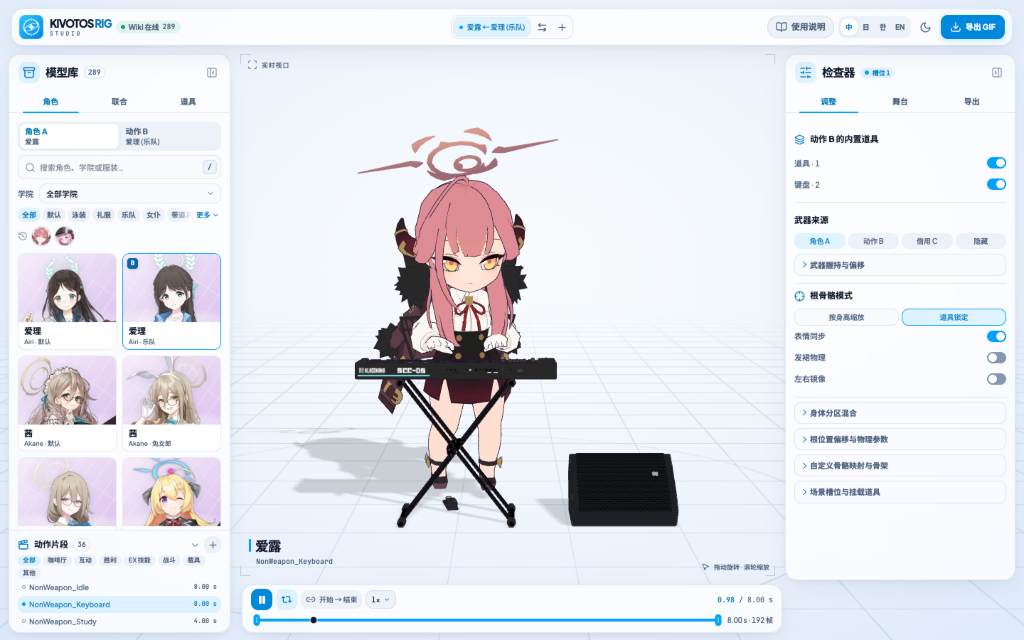 KIVOTOSRIG
STUDIO
Wiki 在线 289
爱露 ← 爱理 (乐队)
使用说明
中 日 한 EN
导出 GIF
模型库 289
角色 联合 道具
角色 A
爱露
动作 B
爱理 (乐队)
搜索角色、学院或服装… /
学院 全部学院
全部 默认 泳装 礼服 乐队 女仆 带道 更多
爱理
Airi · 默认
B
爱理
Airi · 乐队
茜
Akane · 默认
茜
Akane · 兔女郎
动作片段 36
全部 咖啡厅 互动 胜利 EX 技能 战斗 载具
其他
NonWeapon_Idle 8.00 s
NonWeapon_Keyboard 8.00 s
NonWeapon_Study 4.00 s
实时视口
SCC-DS
爱露
NonWeapon_Keyboard
拖动旋转 · 滚轮缩放
开始 → 结束
1x
0.98 / 8.00 s
8.00 s · 192 帧
检查器 槽位 1
调整 舞台 导出
动作 B 的内置道具
道具 · 1
键盘 · 2
武器来源
角色 A 动作 B 借用 C 隐藏
武器握持与偏移
根骨骼模式
按身高缩放 道具锁定
表情同步
发裙物理
左右镜像
身体分区混合
根位置偏移与物理参数
自定义骨骼映射与骨架
场景槽位与挂载道具